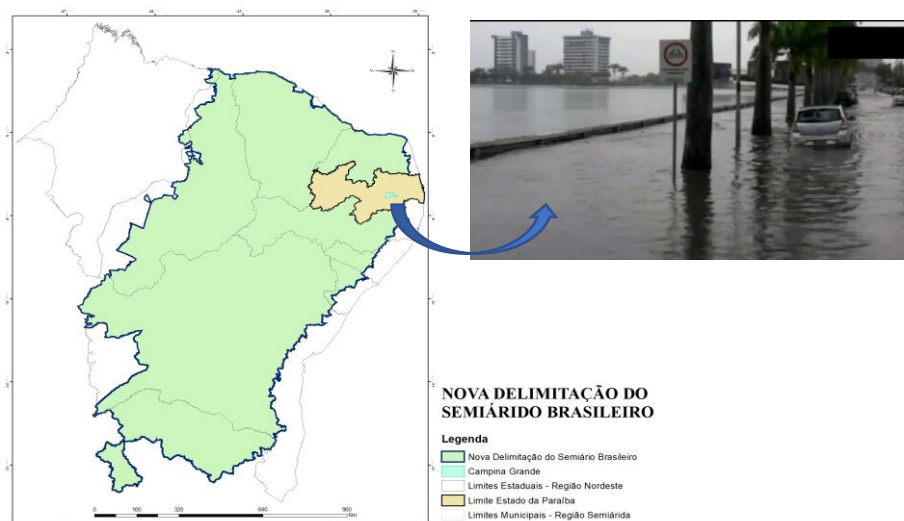 N
NOVA DELIMITAÇÃO DO
SEMIÁRIDO BRASILEIRO
Legenda
Nova Delimitação do Semiário Brasileiro
Campina Grande
Limites Estaduais - Região Nordeste
Limite Estado da Paraíba
Limites Municipais - Região Semiárida
0 160 320 640 960
Km